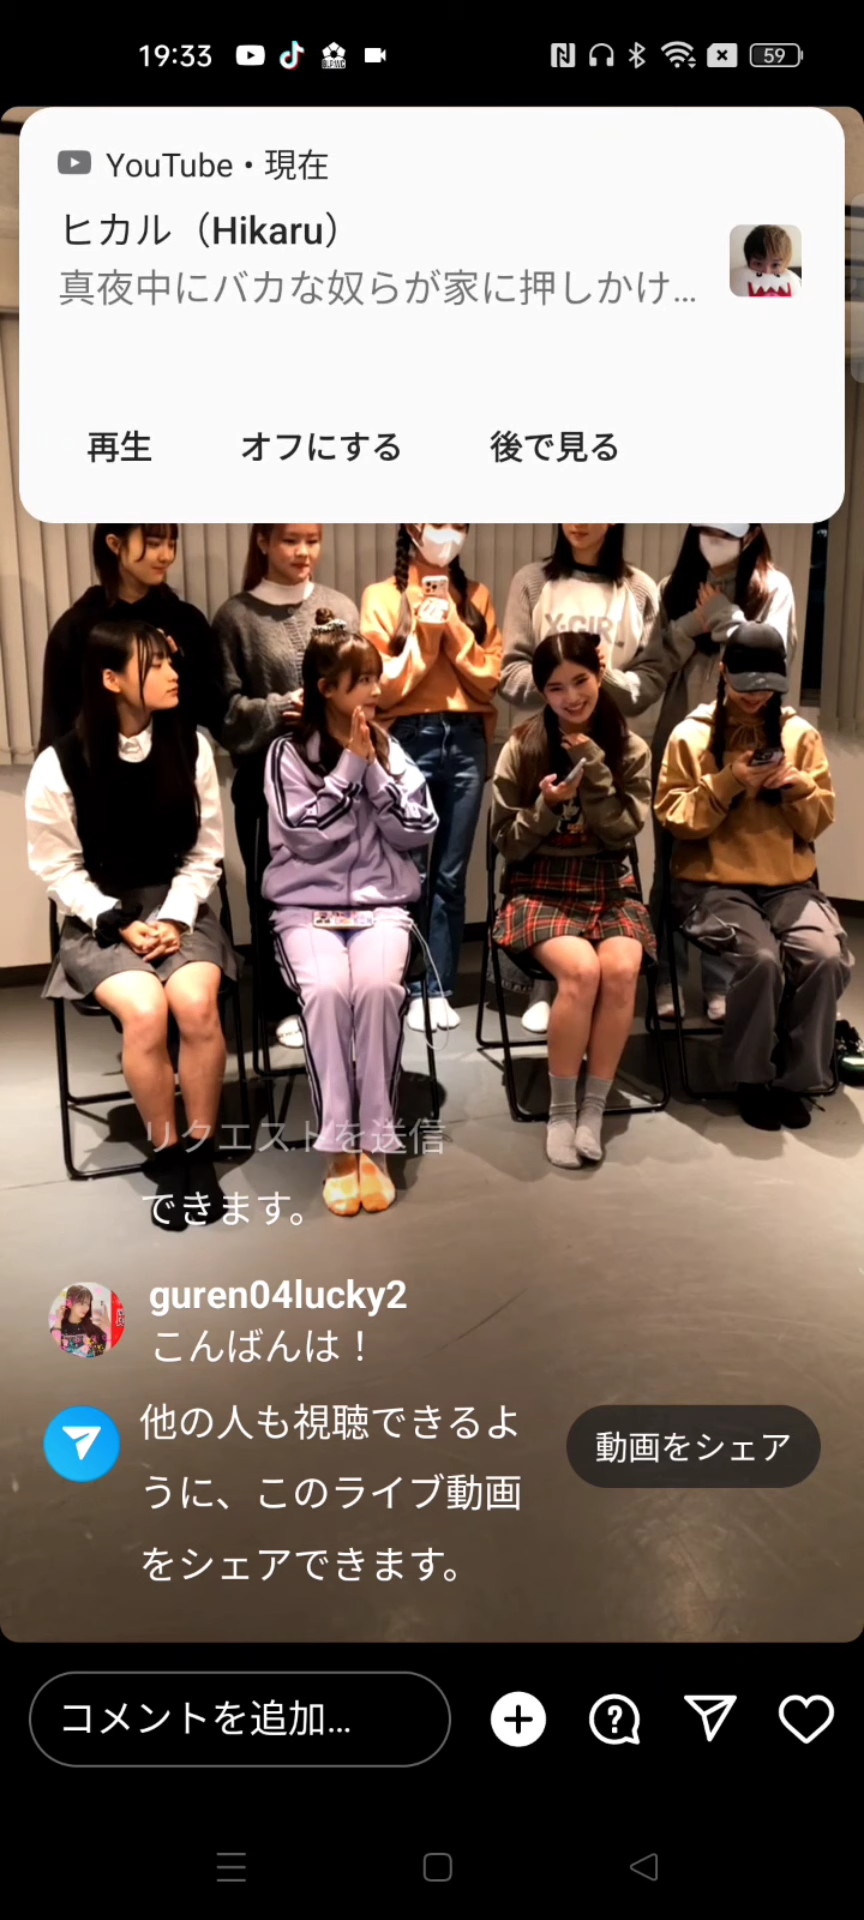 19:33
59
YouTube・現在
ヒカル（Hikaru）
真夜中にバカな奴らが家に押しかけ…
再生 オフにする 後で見る
X-GIRL
リクエストを送信
できます。
guren04lucky2
こんばんは！
他の人も視聴できるよ
うに、このライブ動画
をシェアできます。
動画をシェア
コメントを追加...